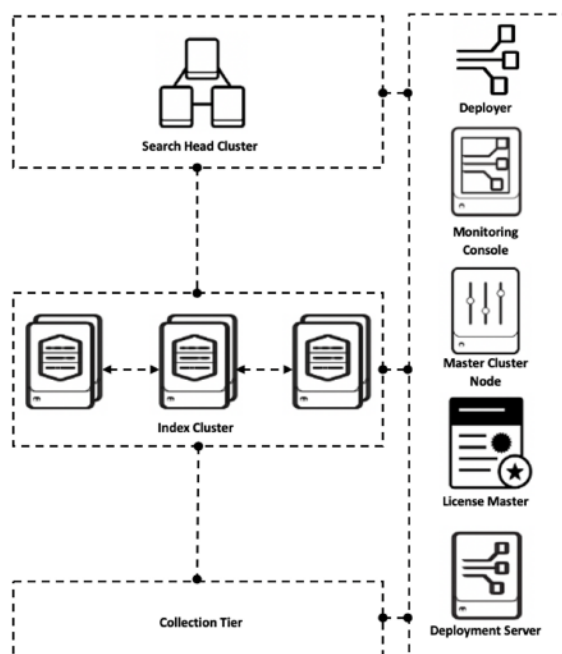 Search Head Cluster
Index Cluster
Collection Tier
Deployer
Monitoring
Console
Master Cluster
Node
License Master
Deployment Server